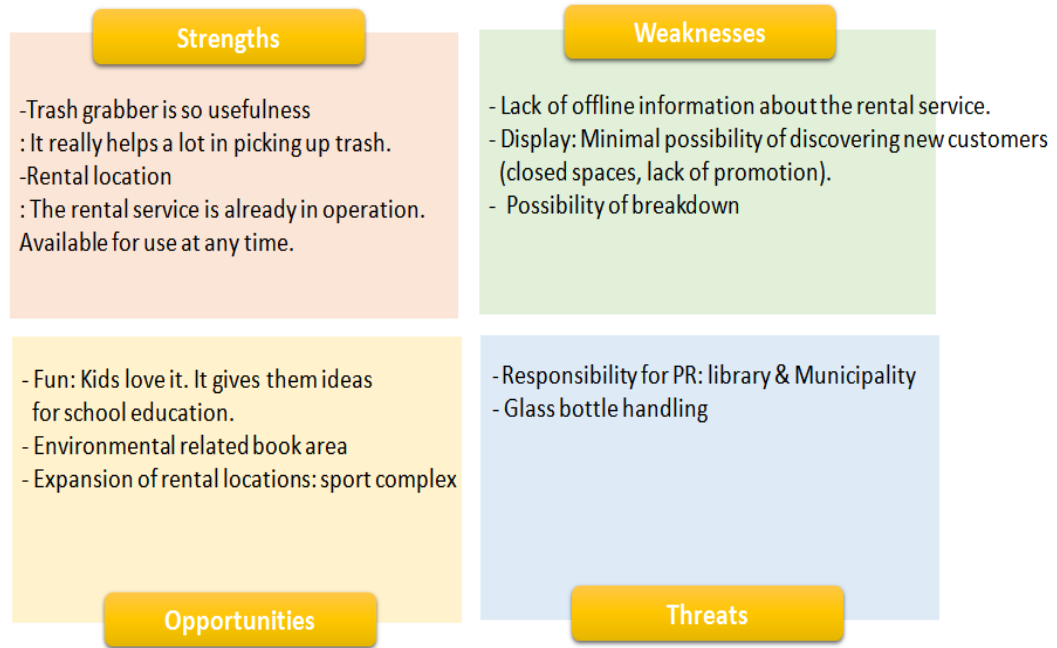 Strengths
-Trash grabber is so usefulness
: It really helps a lot in picking up trash.
-Rental location
: The rental service is already in operation.
Available for use at any time.
Weaknesses
- Lack of offline information about the rental service.
- Display: Minimal possibility of discovering new customers
(closed spaces, lack of promotion).
- Possibility of breakdown
- Fun: Kids love it. It gives them ideas
for school education.
- Environmental related book area
- Expansion of rental locations: sport complex
Opportunities
- Responsibility for PR: library & Municipality
- Glass bottle handling
Threats